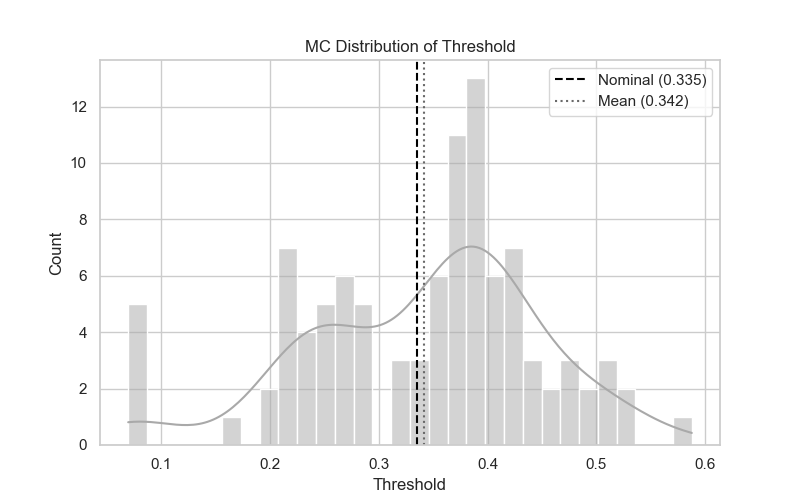 MC Distribution of Threshold
Nominal (0.335)
Mean (0.342)
Count
12
10
8
6
4
2
0
0.1 0.2 0.3 0.4 0.5 0.6
Threshold